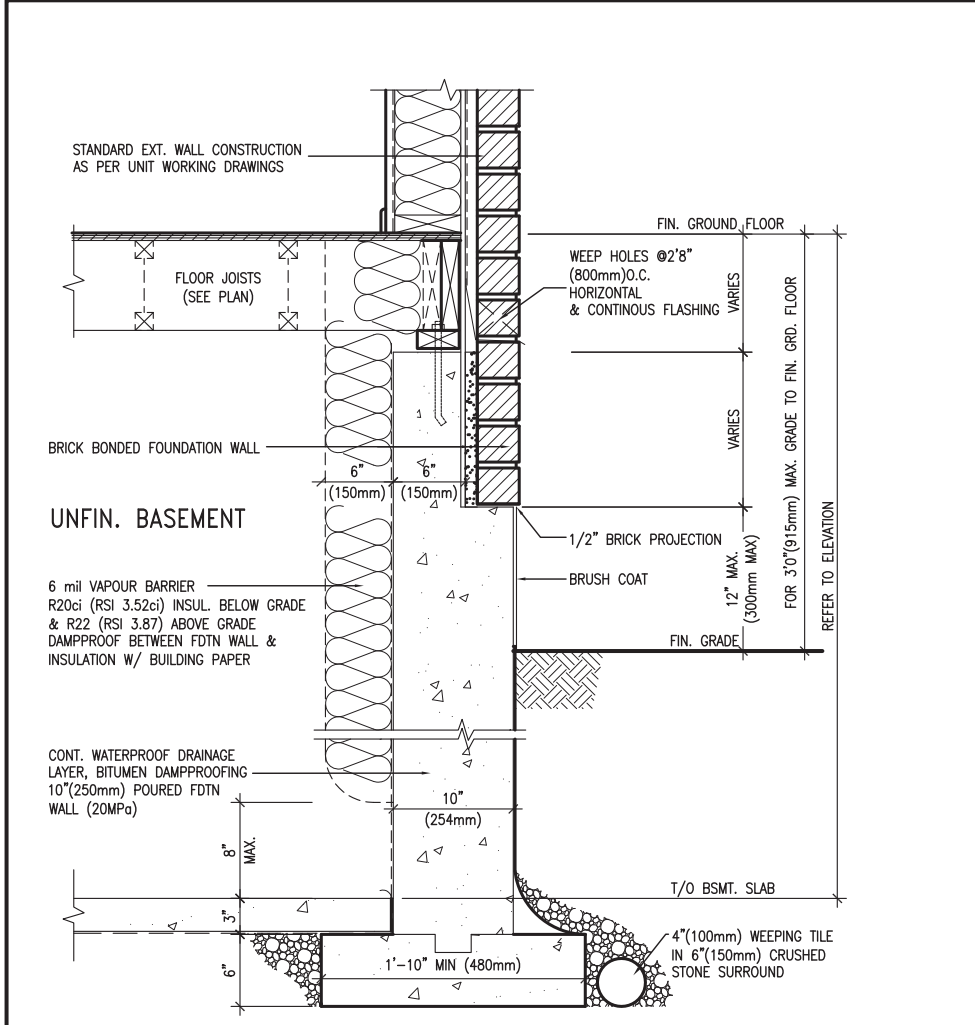 STANDARD EXT. WALL CONSTRUCTION
AS PER UNIT WORKING DRAWINGS
FIN. GROUND FLOOR
WEEP HOLES @2'8"
(800mm)O.C.
HORIZONTAL
& CONTINOUS FLASHING
FLOOR JOISTS
(SEE PLAN)
VARIES
VARIES
FOR 3'0"(915mm) MAX. GRADE TO FIN. GRD. FLOOR
REFER TO ELEVATION
BRICK BONDED FOUNDATION WALL
6"
(150mm)
6"
(150mm)
UNFIN. BASEMENT
1/2" BRICK PROJECTION
BRUSH COAT
12" MAX.
(300mm MAX)
6 mil VAPOUR BARRIER
R20ci (RSI 3.52ci) INSUL. BELOW GRADE
& R22 (RSI 3.87) ABOVE GRADE
DAMPPROOF BETWEEN FDTN WALL &
INSULATION W/ BUILDING PAPER
FIN. GRADE
CONT. WATERPROOF DRAINAGE
LAYER, BITUMEN DAMPPROOFING
10"(250mm) POURED FDTN
WALL (20MPa)
10"
(254mm)
8"
MAX.
T/O BSMT. SLAB
3"
6"
1'-10" MIN (480mm)
4"(100mm) WEEPING TILE
IN 6"(150mm) CRUSHED
STONE SURROUND